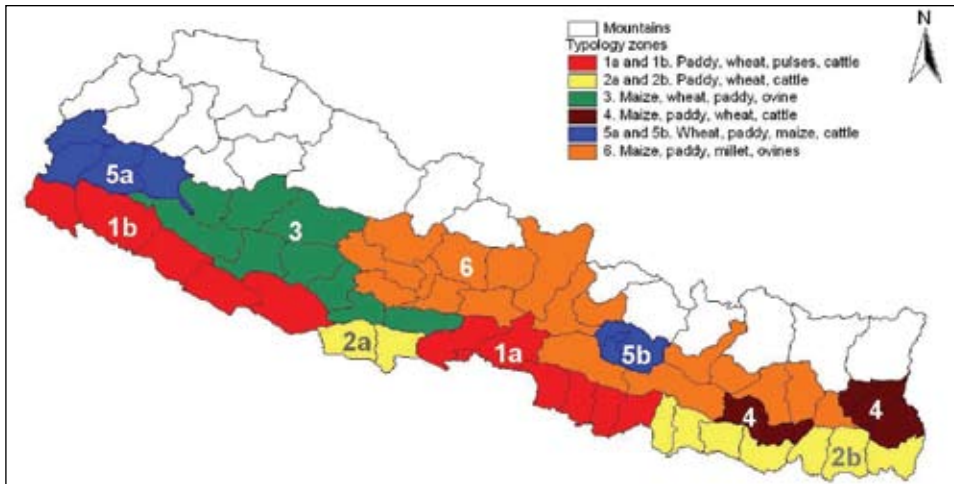 N
Mountains
Typology zones
1a and 1b. Paddy, wheat, pulses, cattle
2a and 2b. Paddy, wheat, cattle
3. Maize, wheat, paddy, ovine
4. Maize, paddy, wheat, cattle
5a and 5b. Wheat, paddy, maize, cattle
6. Maize, paddy, millet, ovines
5a
1b
3
6
2a
1a
5b
4
4
2b